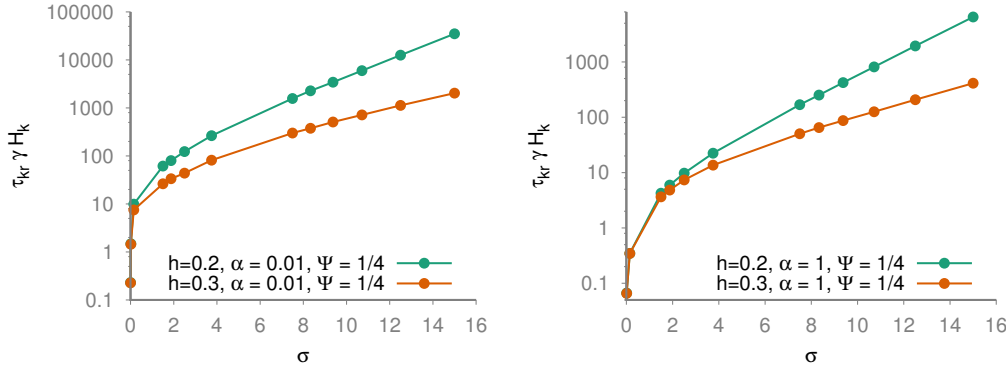 100000
10000
1000
100
10
1
0.1
τkr γ Hk
h=0.2, α = 0.01, Ψ = 1/4
h=0.3, α = 0.01, Ψ = 1/4
0 2 4 6 8 10 12 14 16
σ
1000
100
10
1
0.1
τkr γ Hk
h=0.2, α = 1, Ψ = 1/4
h=0.3, α = 1, Ψ = 1/4
0 2 4 6 8 10 12 14 16
σ